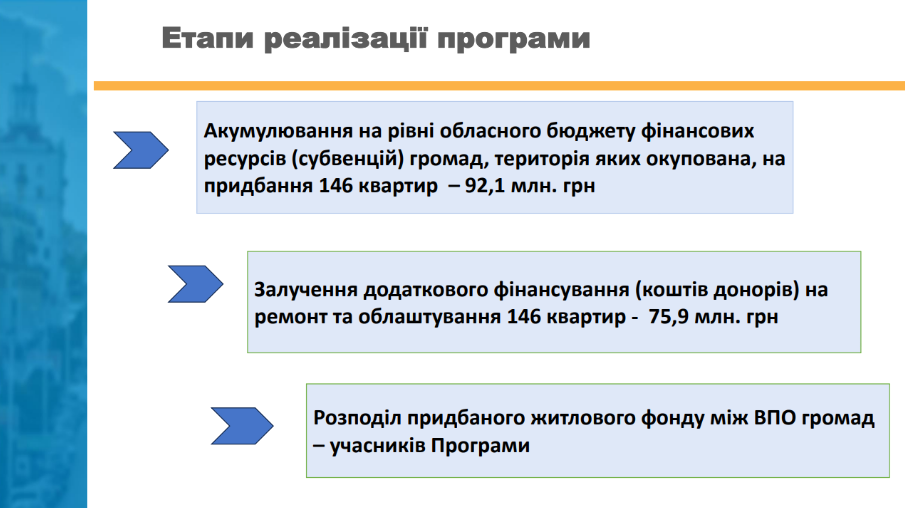 Етапи реалізації програми
Акумулювання на рівні обласного бюджету фінансових
ресурсів (субвенцій) громад, територія яких окупована, на
придбання 146 квартир – 92,1 млн. грн
Залучення додаткового фінансування (коштів донорів) на
ремонт та облаштування 146 квартир - 75,9 млн. грн
Розподіл придбаного житлового фонду між ВПО громад
– учасників Програми